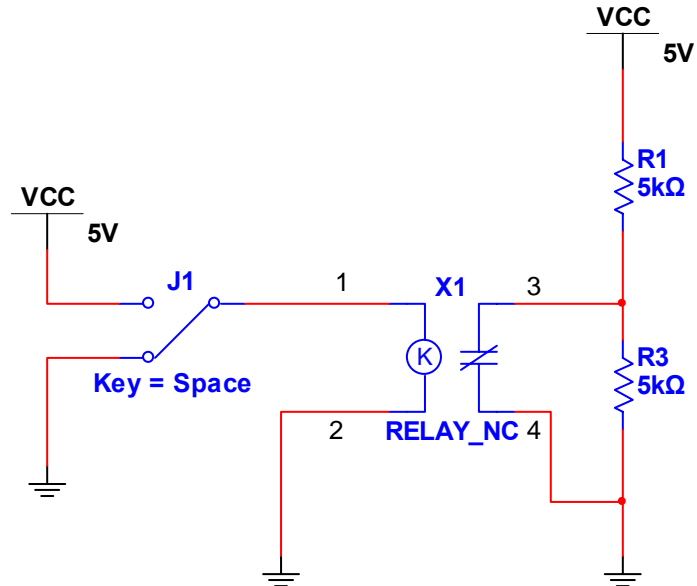 VCC
5V
R1
5kΩ
VCC
5V
J1
1
X1
3
K
R3
5kΩ
Key = Space
2
RELAY_NC
4